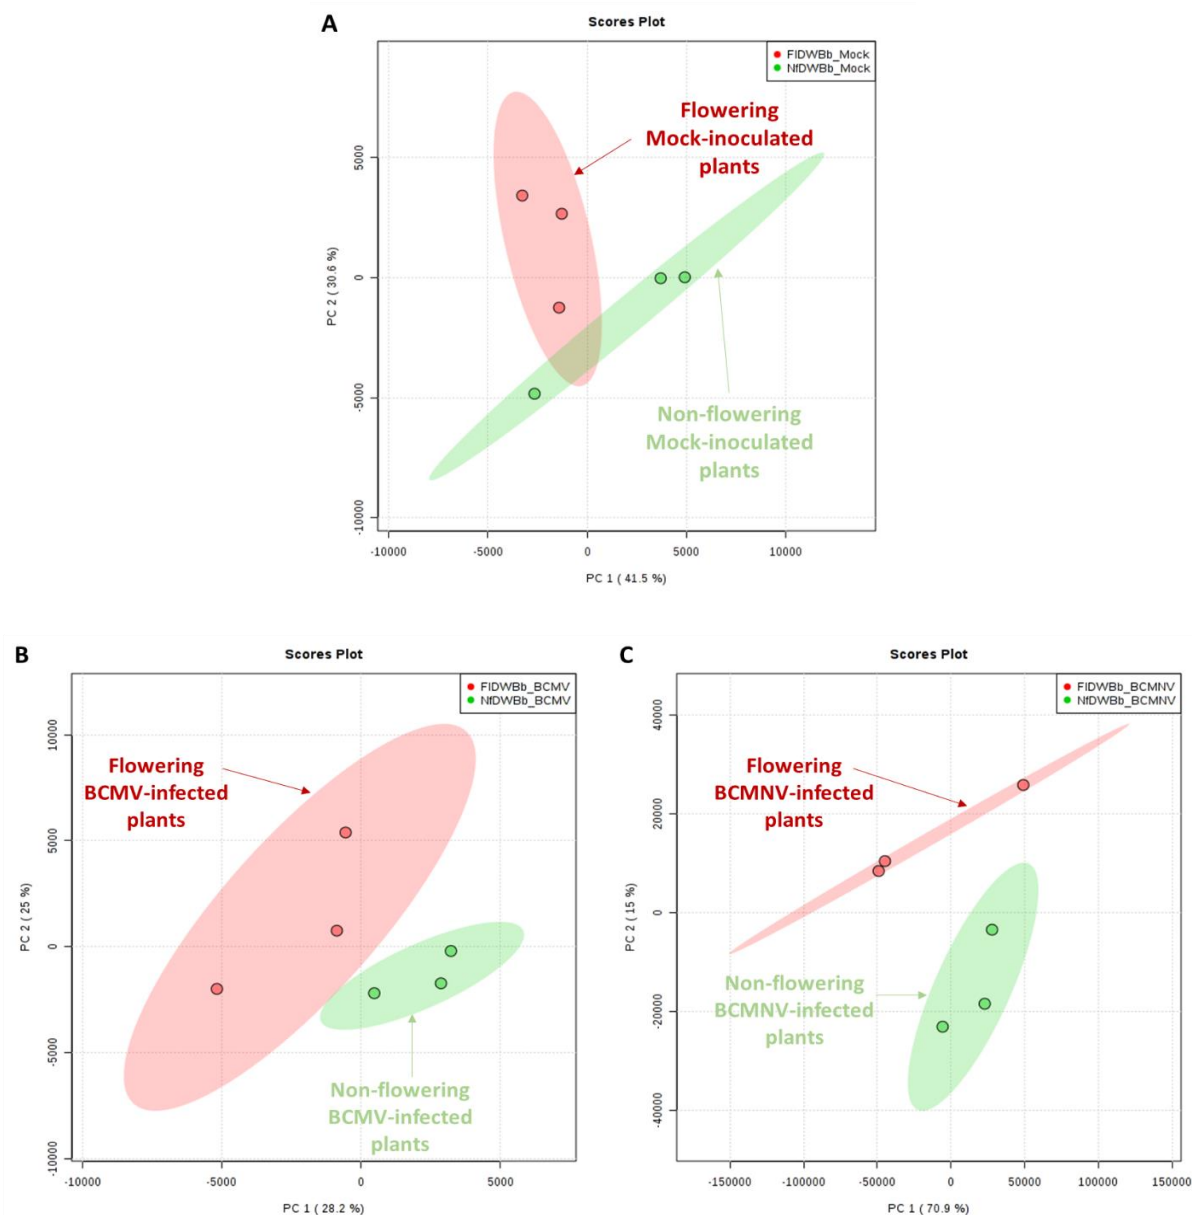 A
Scores Plot
FlDWBb_Mock
NfDWBb_Mock
Flowering
Mock-inoculated
plants
Non-flowering
Mock-inoculated
plants
5000
0
-5000
-10000
PC 2 ( 30.6 %)
-10000 -5000 0 5000 10000
PC 1 ( 41.5 %)
B
Scores Plot
FlDWBb_BCMV
NfDWBb_BCMV
Flowering
BCMV-infected
plants
Non-flowering
BCMV-infected
plants
10000
5000
0
-5000
-10000
PC 2 ( 25 %)
-10000 -5000 0 5000
PC 1 ( 28.2 %)
C
Scores Plot
FlDWBb_BCMNV
NfDWBb_BCMNV
Flowering
BCMNV-infected
plants
Non-flowering
BCMNV-infected
plants
40000
20000
0
-20000
-40000
PC 2 ( 15 %)
-150000 -100000 -50000 0 50000 100000 150000
PC 1 ( 70.9 %)